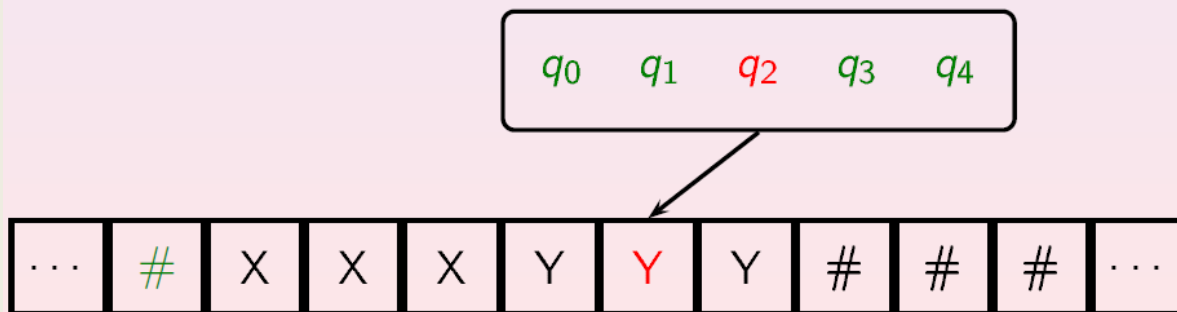 q₀ q₁ q₂ q₃ q₄
··· # X X X Y Y Y # # # ···